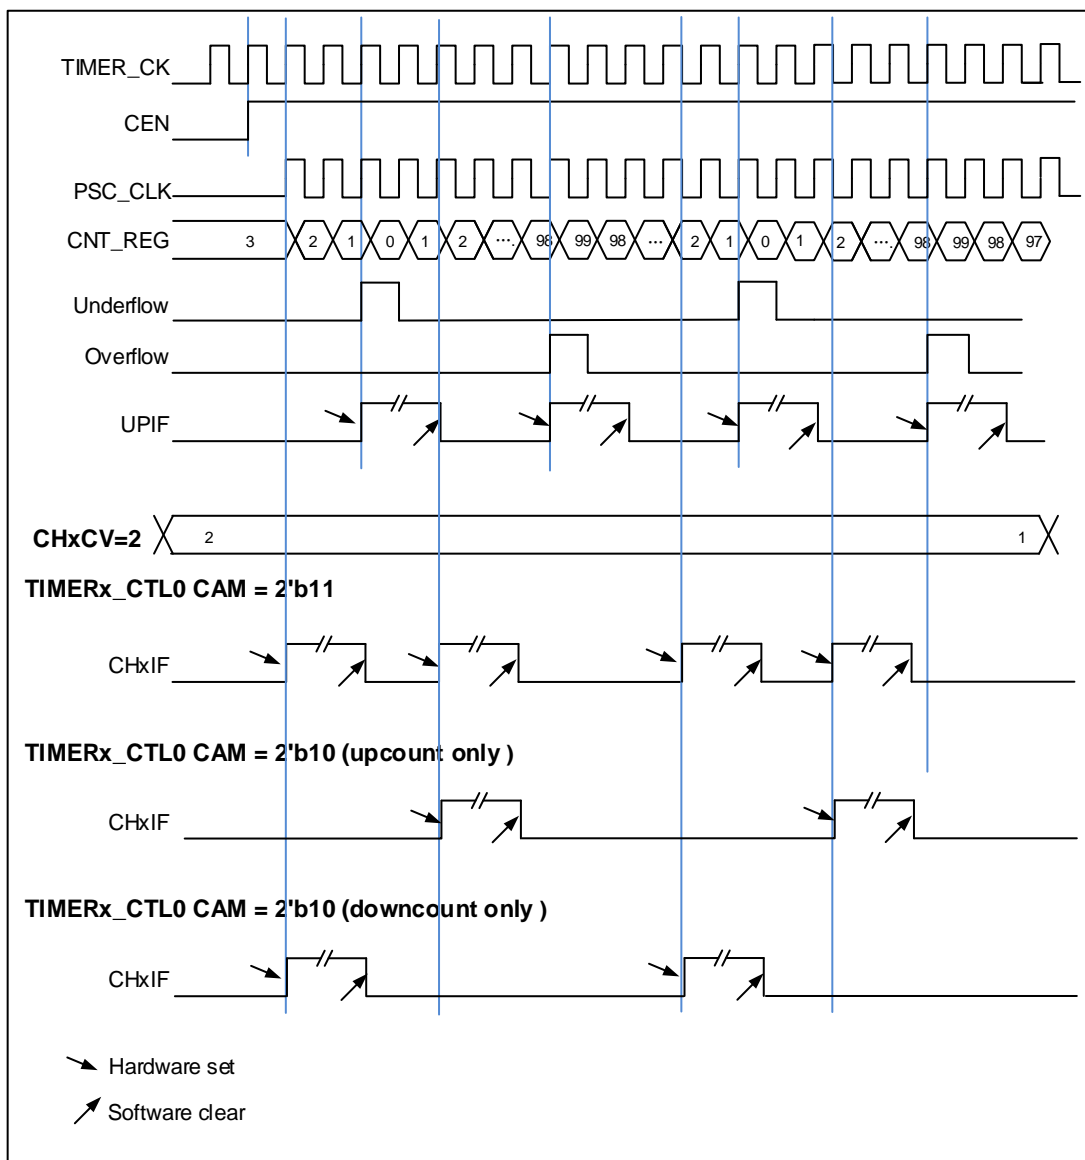 TIMER_CK
CEN
PSC_CLK
CNT_REG 3 2 1 0 1 2 .... 98 99 98 ... 2 1 0 1 2 .... 98 99 98 97
Underflow
Overflow
UPIF
CHxCV=2 2 1
TIMERx_CTL0 CAM = 2'b11
CHxIF
TIMERx_CTL0 CAM = 2'b10 (upcount only )
CHxIF
TIMERx_CTL0 CAM = 2'b10 (downcount only )
CHxIF
Hardware set
Software clear